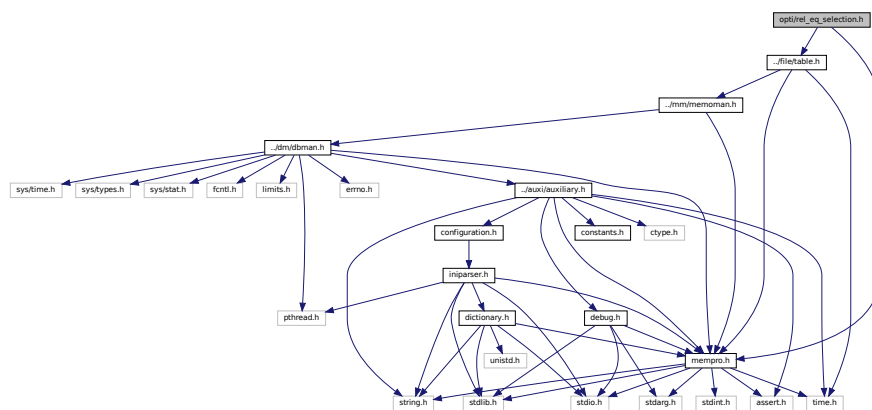 opti/rel_eq_selection.h
../file/table.h
../mm/memoman.h
../dm/dbman.h
sys/time.h
sys/types.h
sys/stat.h
fcntl.h
limits.h
errno.h
../auxi/auxiliary.h
configuration.h
constants.h
ctype.h
iniparser.h
pthread.h
dictionary.h
debug.h
unistd.h
mempro.h
string.h
stdlib.h
stdio.h
stdarg.h
stdint.h
assert.h
time.h